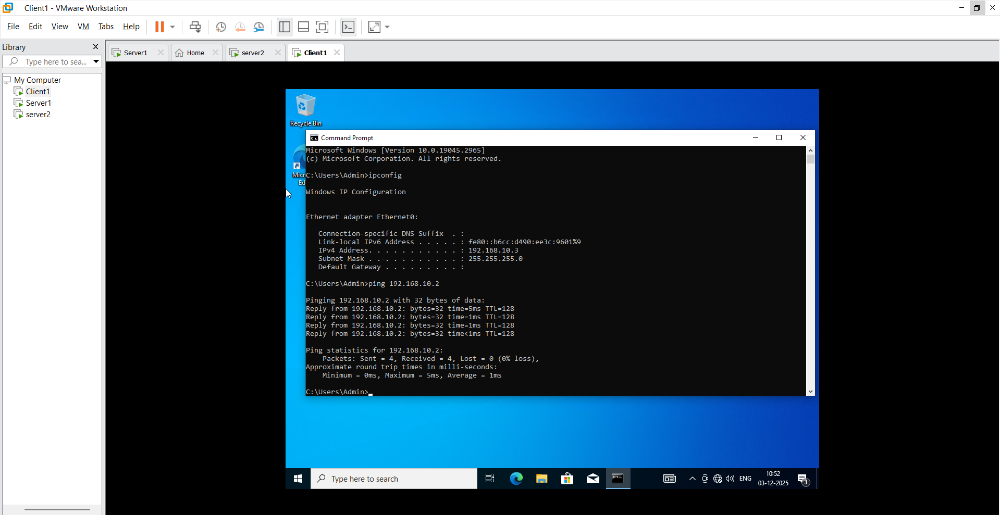 Client1 - VMware Workstation
File Edit View VM Tabs Help
Library
Type here to sea...
My Computer
Client1
Server1
server2
Server1
Home
server2
Client1
Recycle Bin
Micr
Ed
Command Prompt
Microsoft Windows [Version 10.0.19045.2965]
(c) Microsoft Corporation. All rights reserved.
C:\Users\Admin>ipconfig
Windows IP Configuration
Ethernet adapter Ethernet0:
Connection-specific DNS Suffix  . :
Link-local IPv6 Address . . . . . : fe80::b6cc:d490:ee3c:9601%9
IPv4 Address. . . . . . . . . . . : 192.168.10.3
Subnet Mask . . . . . . . . . . . : 255.255.255.0
Default Gateway . . . . . . . . . :
C:\Users\Admin>ping 192.168.10.2
Pinging 192.168.10.2 with 32 bytes of data:
Reply from 192.168.10.2: bytes=32 time=5ms TTL=128
Reply from 192.168.10.2: bytes=32 time=1ms TTL=128
Reply from 192.168.10.2: bytes=32 time=1ms TTL=128
Reply from 192.168.10.2: bytes=32 time<1ms TTL=128
Ping statistics for 192.168.10.2:
Packets: Sent = 4, Received = 4, Lost = 0 (0% loss),
Approximate round trip times in milli-seconds:
Minimum = 0ms, Maximum = 5ms, Average = 1ms
C:\Users\Admin>_
Type here to search
ENG
10:52
03-12-2025
3